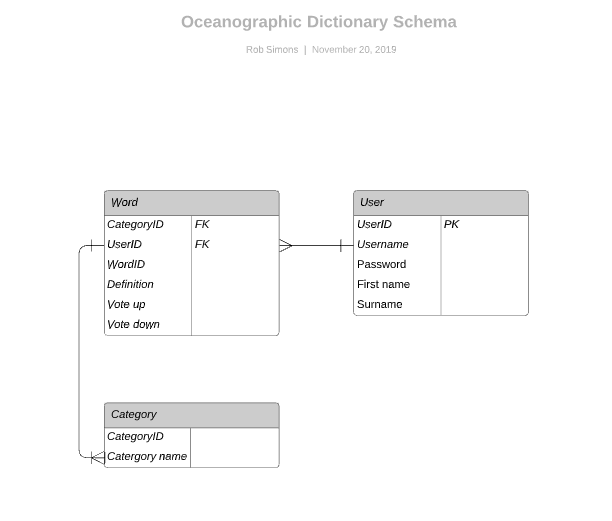 Oceanographic Dictionary Schema
Rob Simons | November 20, 2019
Word
CategoryID FK
UserID FK
WordID
Definition
Vote up
Vote down
User
UserID PK
Username
Password
First name
Surname
Category
CategoryID
Catergory name